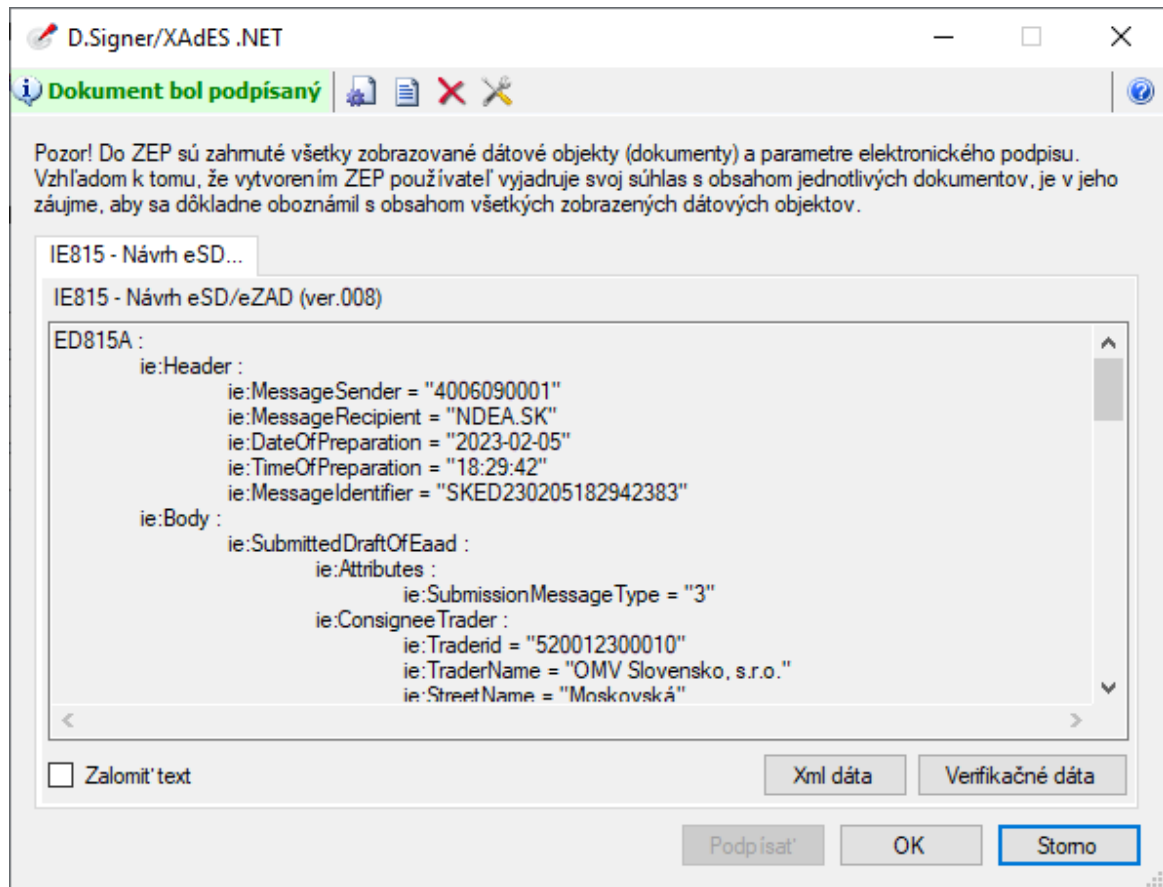 D.Signer/XAdES .NET
Dokument bol podpísaný
Pozor! Do ZEP sú zahrnuté všetky zobrazované dátové objekty (dokumenty) a parametre elektronického podpisu.
Vzhľadom k tomu, že vytvorením ZEP používateľ vyjadruje svoj súhlas s obsahom jednotlivých dokumentov, je v jeho
záujme, aby sa dôkladne oboznámil s obsahom všetkých zobrazených dátových objektov.
IE815 - Návrh eSD...
IE815 - Návrh eSD/eZAD (ver.008)
ED815A :
ie:Header :
ie:MessageSender = "4006090001"
ie:MessageRecipient = "NDEA.SK"
ie:DateOfPreparation = "2023-02-05"
ie:TimeOfPreparation = "18:29:42"
ie:MessageIdentifier = "SKED230205182942383"
ie:Body :
ie:SubmittedDraftOfEaad :
ie:Attributes :
ie:SubmissionMessageType = "3"
ie:ConsigneeTrader :
ie:Traderid = "520012300010"
ie:TraderName = "OMV Slovensko, s.r.o."
ie:StreetName = "Moskovská"
Zalomiť text
Xml dáta
Verifikačné dáta
Podpísať
OK
Storno